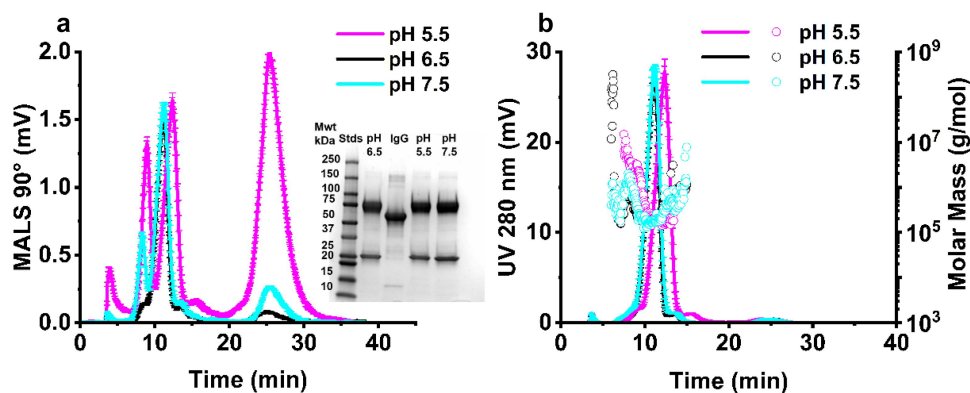 a
pH 5.5
pH 6.5
pH 7.5
MALS 90° (mV)
2.0
1.5
1.0
0.5
0.0
0 10 20 30 40
Time (min)
Mwt
kDa
Stds pH IgG pH pH
6.5 5.5 7.5
250
150
100
75
50
37
25
20
15
10
b
pH 5.5
pH 6.5
pH 7.5
UV 280 nm (mV)
30
20
10
0
0 10 20 30 40
Time (min)
10⁹
10⁷
10⁵
10³
Molar Mass (g/mol)